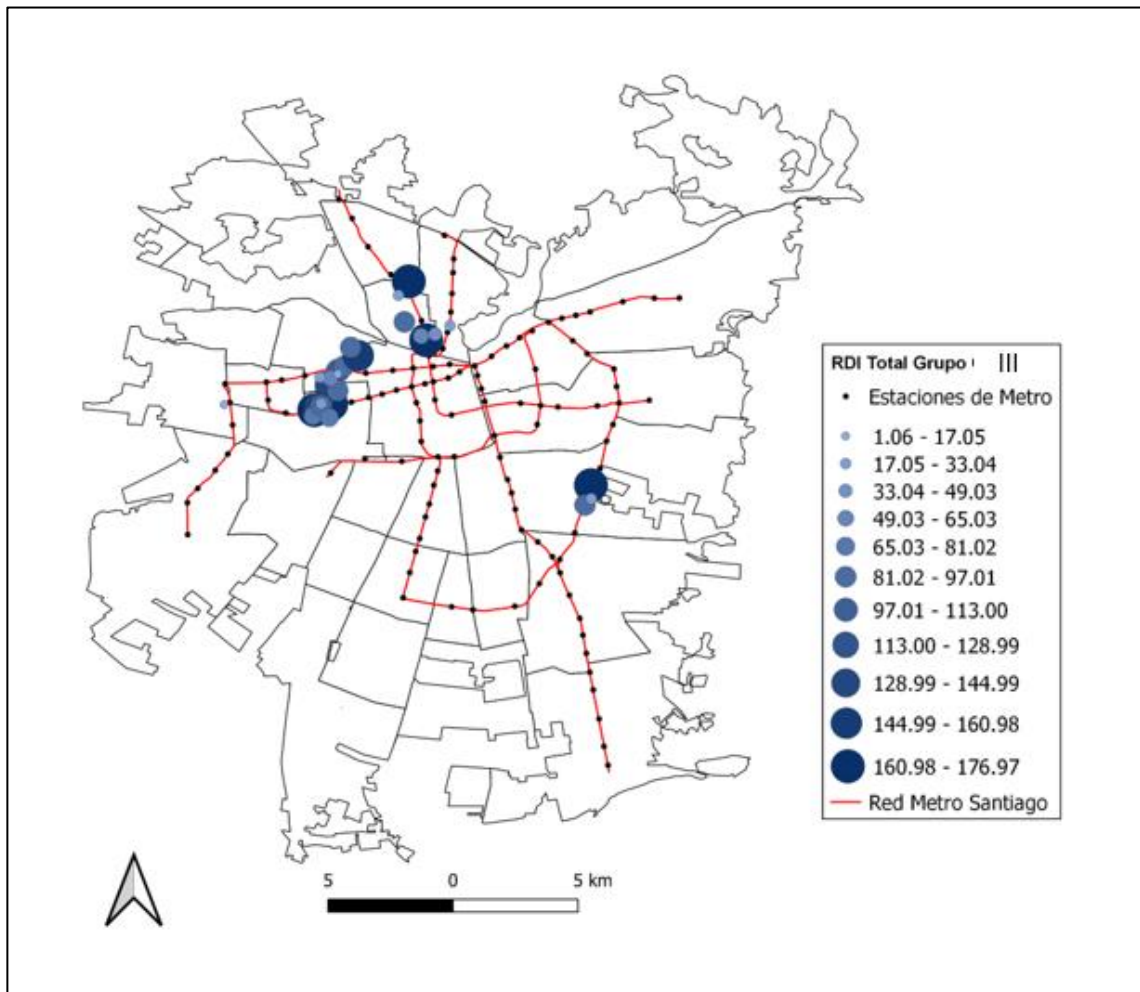 RDI Total Grupo III
Estaciones de Metro
1.06 - 17.05
17.05 - 33.04
33.04 - 49.03
49.03 - 65.03
65.03 - 81.02
81.02 - 97.01
97.01 - 113.00
113.00 - 128.99
128.99 - 144.99
144.99 - 160.98
160.98 - 176.97
Red Metro Santiago
5 0 5 km